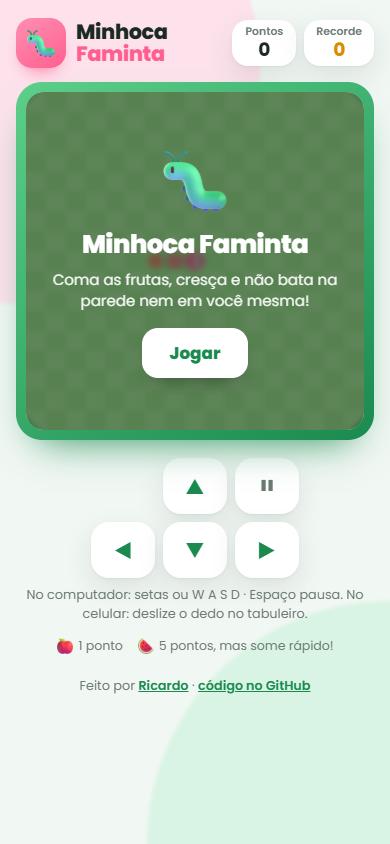 Minhoca
Faminta
Pontos
0
Recorde
0
Minhoca Faminta
Coma as frutas, cresça e não bata na
parede nem em você mesma!
Jogar
No computador: setas ou W A S D · Espaço pausa. No
celular: deslize o dedo no tabuleiro.
1 ponto
5 pontos, mas some rápido!
Feito por Ricardo · código no GitHub